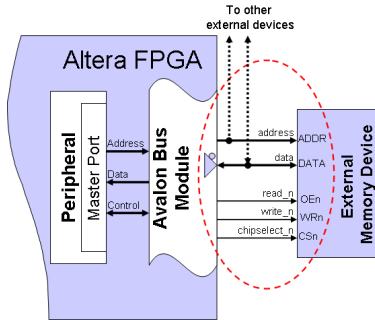 To other
external devices
Altera FPGA
Peripheral
Master Port
Address
Data
Control
Avalon Bus
Module
address
data
read_n
write_n
chipselect_n
ADDR
DATA
OEn
WRn
CSn
External
Memory Device